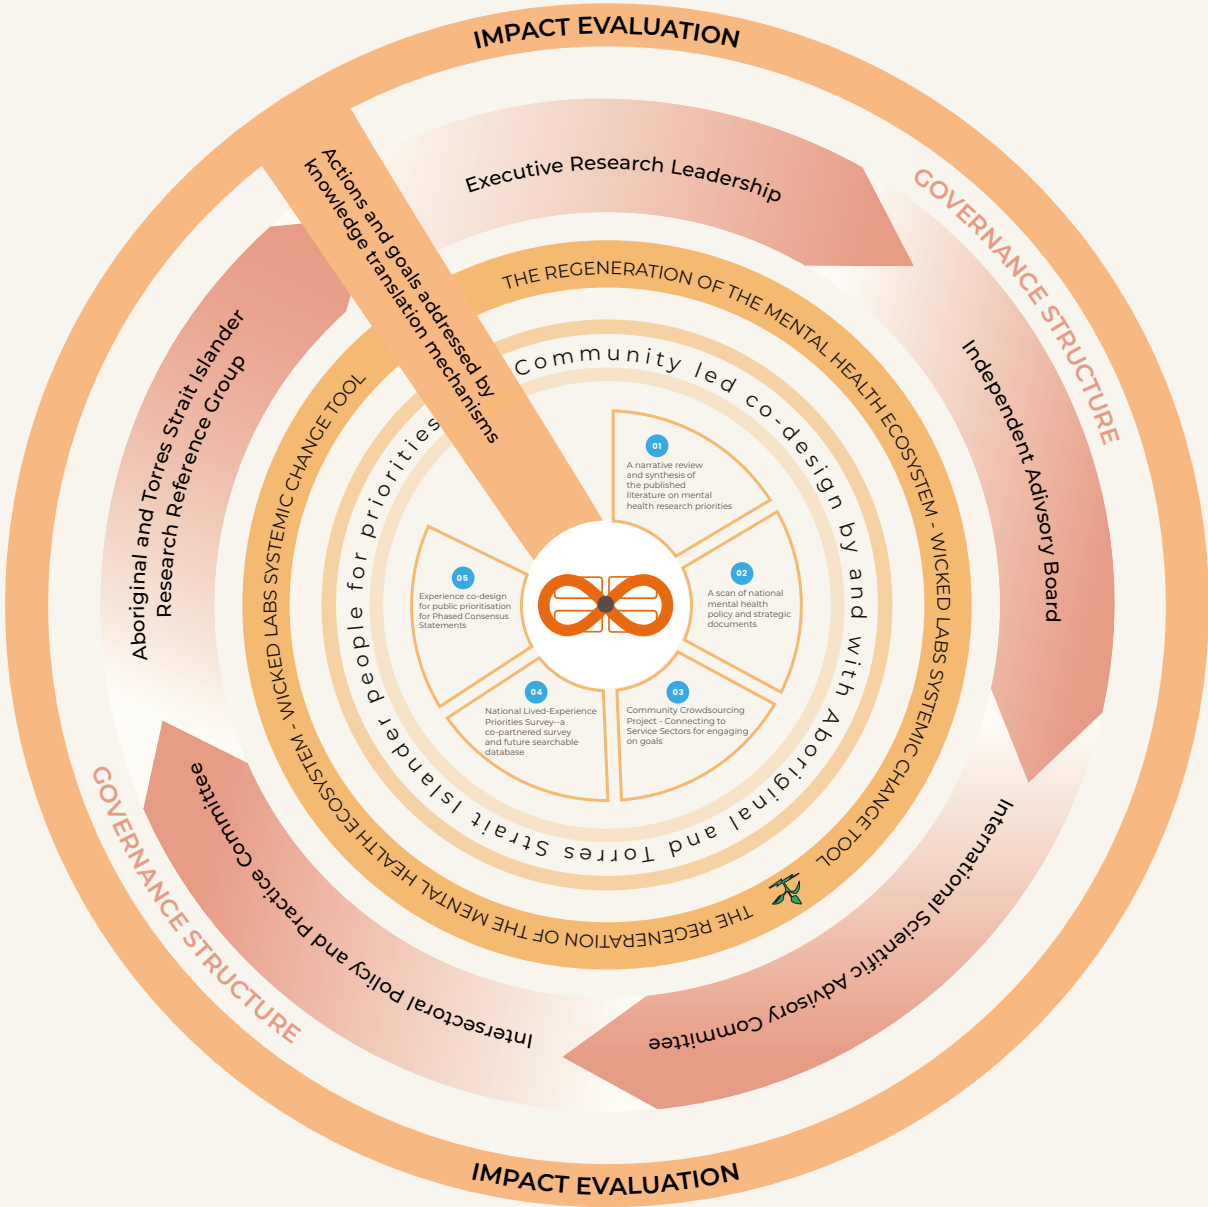 IMPACT EVALUATION
Executive Research Leadership
GOVERNANCE STRUCTURE
Independent Adivsory Board
International Scientific Advisory Committee
Intersectoral Policy and Practice Committee
GOVERNANCE STRUCTURE
Aboriginal and Torres Strait Islander
Research Reference Group
Actions and goals addressed by
knowledge translation mechanisms
THE REGENERATION OF THE MENTAL HEALTH ECOSYSTEM - WICKED LABS SYSTEMIC CHANGE TOOL
THE REGENERATION OF THE MENTAL HEALTH ECOSYSTEM - WICKED LABS SYSTEMIC CHANGE TOOL
Community led co-design by and with Aboriginal and Torres Strait Islander people for priorities
01
A narrative review
and synthesis of
the published
literature on mental
health research priorities
02
A scan of national
mental health
policy and strategic
documents
03
Community Crowdsourcing
Project - Connecting to
Service Sectors for engaging
on goals
04
National Lived-Experience
Priorities Survey--a
co-partnered survey
and future searchable
database
05
Experience co-design
for public prioritisation
for Phased Consensus
Statements
IMPACT EVALUATION